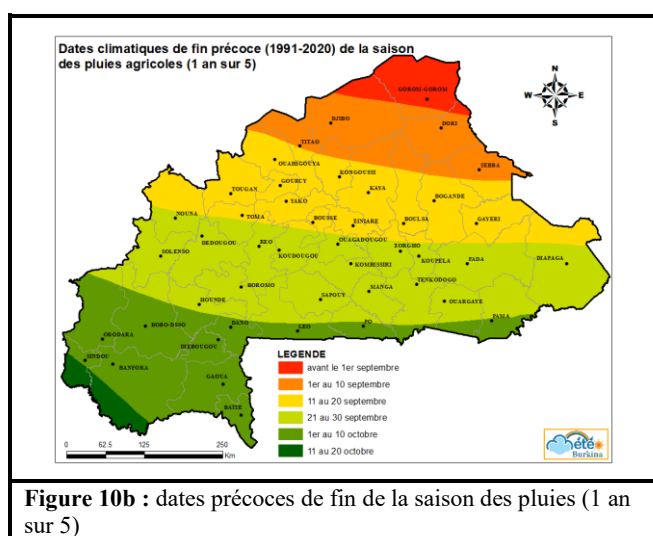 Dates climatiques de fin précoce (1991-2020) de la saison
des pluies agricoles (1 an sur 5)
N
W E
S
GOROM-GOROM
DJIBO
DORI
TITAO
SEBBA
OUAHIGOUYA
KONGOUSSI
GOURCY
KAYA
TOUGAN
YAKO
BOGANDE
NOUNA
TOMA
BOUSSE
ZINIARE
BOULSA
GAYERI
DEDOUGOU
REO
OUAGADOUGOU
ZORGHO
SOLENSO
KOUDOUGOU
KOUPELA
FADA
DIAPAGA
KOMBISSIRI
BOROMO
TENKODOGO
MANGA
HOUNDE
SAPOUY
OUARGAYE
BOBO-DSSO
DANO
LEO
PO
PAMA
ORODARA
DIEBOUGOU
SINDOU
BANFORA
GAOUA
BATIE
LEGENDE
avant le 1er septembre
1er au 10 septembre
11 au 20 septembre
21 au 30 septembre
1er au 10 octobre
11 au 20 octobre
0 62.5 125 250
Km
été
Burkina
Figure 10b : dates précoces de fin de la saison des pluies (1 an
sur 5)